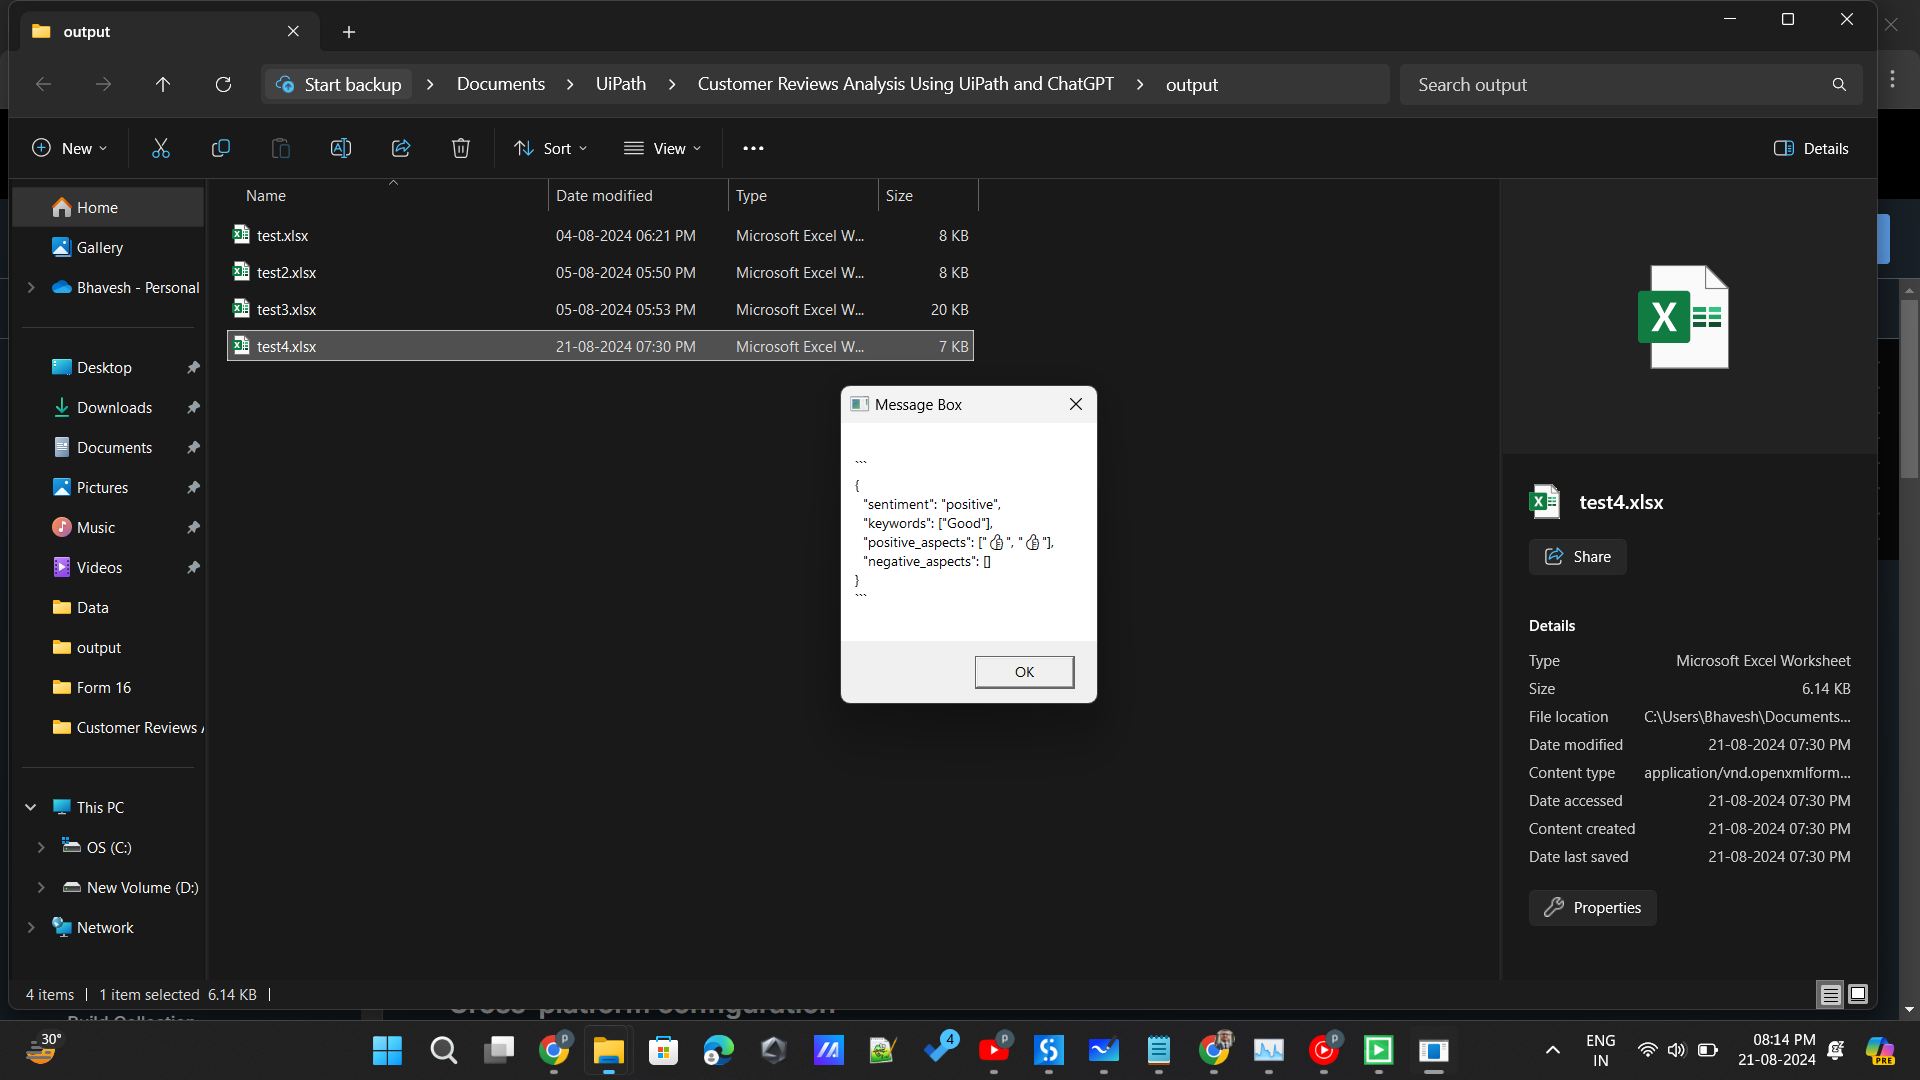 output
Start backup
Documents
UiPath
Customer Reviews Analysis Using UiPath and ChatGPT
output
Search output
New
Sort
View
Details
Name
Date modified
Type
Size
test.xlsx 04-08-2024 06:21 PM Microsoft Excel W... 8 KB
test2.xlsx 05-08-2024 05:50 PM Microsoft Excel W... 8 KB
test3.xlsx 05-08-2024 05:53 PM Microsoft Excel W... 20 KB
test4.xlsx 21-08-2024 07:30 PM Microsoft Excel W... 7 KB
Home
Gallery
Bhavesh - Personal
Desktop
Downloads
Documents
Pictures
Music
Videos
Data
output
Form 16
Customer Reviews
This PC
OS (C:)
New Volume (D:)
Network
Message Box
```
{
"sentiment": "positive",
"keywords": ["Good"],
"positive_aspects": ["👍", "👍"],
"negative_aspects": []
}
```
OK
test4.xlsx
Share
Details
Type Microsoft Excel Worksheet
Size 6.14 KB
File location C:\Users\Bhavesh\Documents...
Date modified 21-08-2024 07:30 PM
Content type application/vnd.openxmlform...
Date accessed 21-08-2024 07:30 PM
Content created 21-08-2024 07:30 PM
Date last saved 21-08-2024 07:30 PM
Properties
4 items | 1 item selected 6.14 KB |
Build Collection
Cross-platform configuration
30°
P
4
P
P
ENG
IN
08:14 PM
21-08-2024
PRE